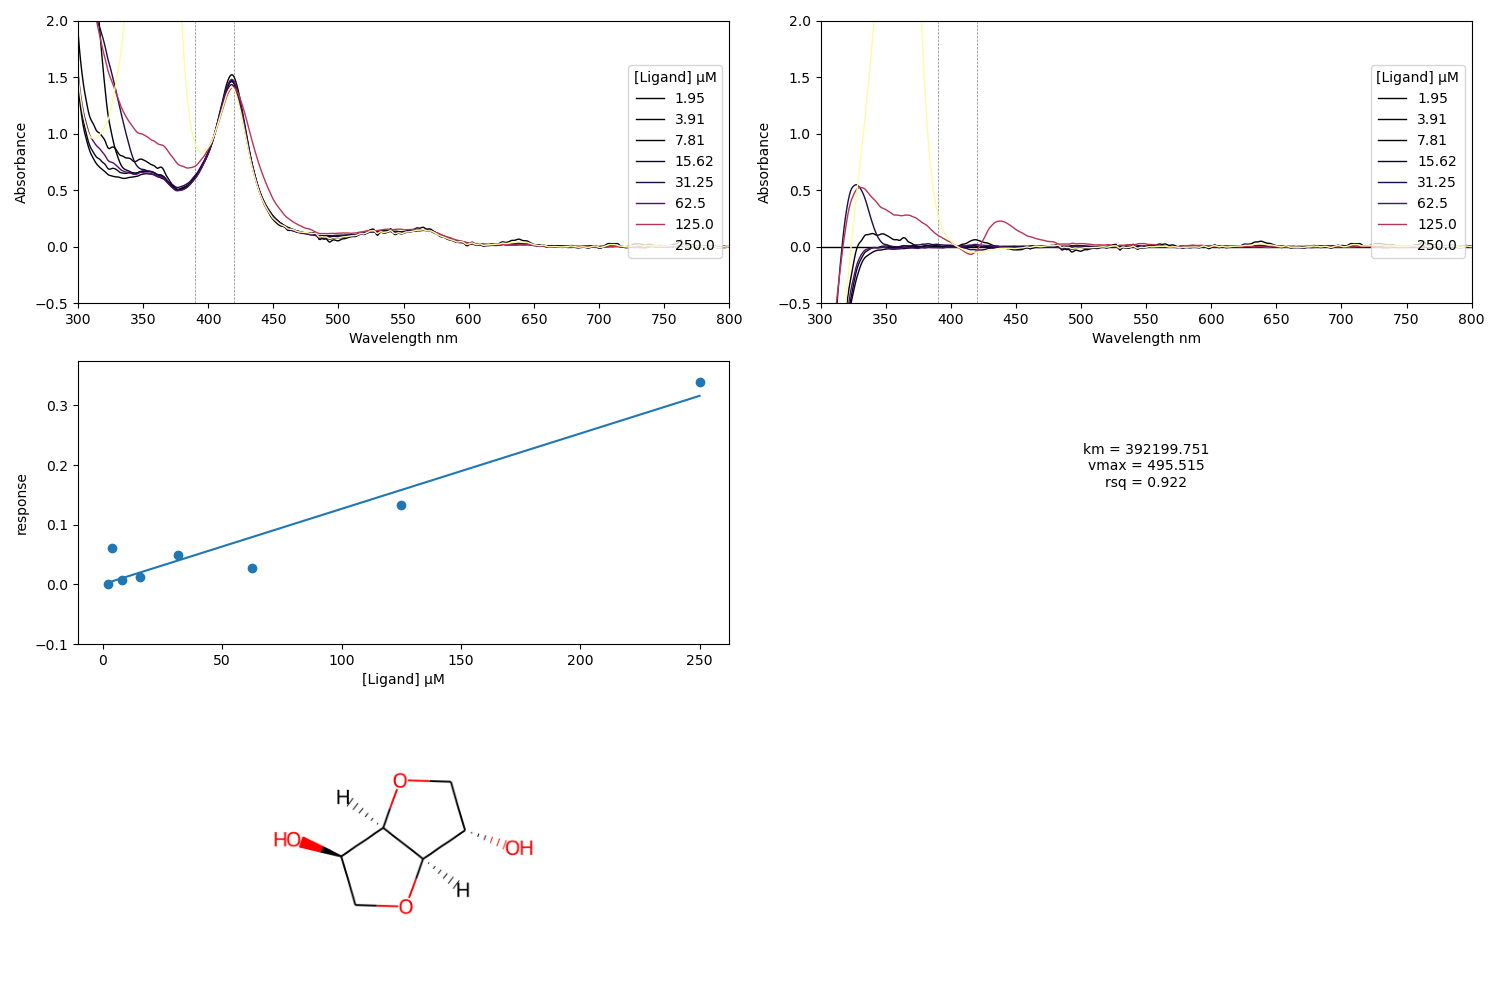 2.0
1.5
1.0
0.5
0.0
−0.5
Absorbance
300 350 400 450 500 550 600 650 700 750 800
Wavelength nm
[Ligand] μM
1.95
3.91
7.81
15.62
31.25
62.5
125.0
250.0
2.0
1.5
1.0
0.5
0.0
−0.5
Absorbance
300 350 400 450 500 550 600 650 700 750 800
Wavelength nm
[Ligand] μM
1.95
3.91
7.81
15.62
31.25
62.5
125.0
250.0
0.3
0.2
0.1
0.0
−0.1
response
0 50 100 150 200 250
[Ligand] μM
km = 392199.751
vmax = 495.515
rsq = 0.922
O
H
HO
OH
H
O